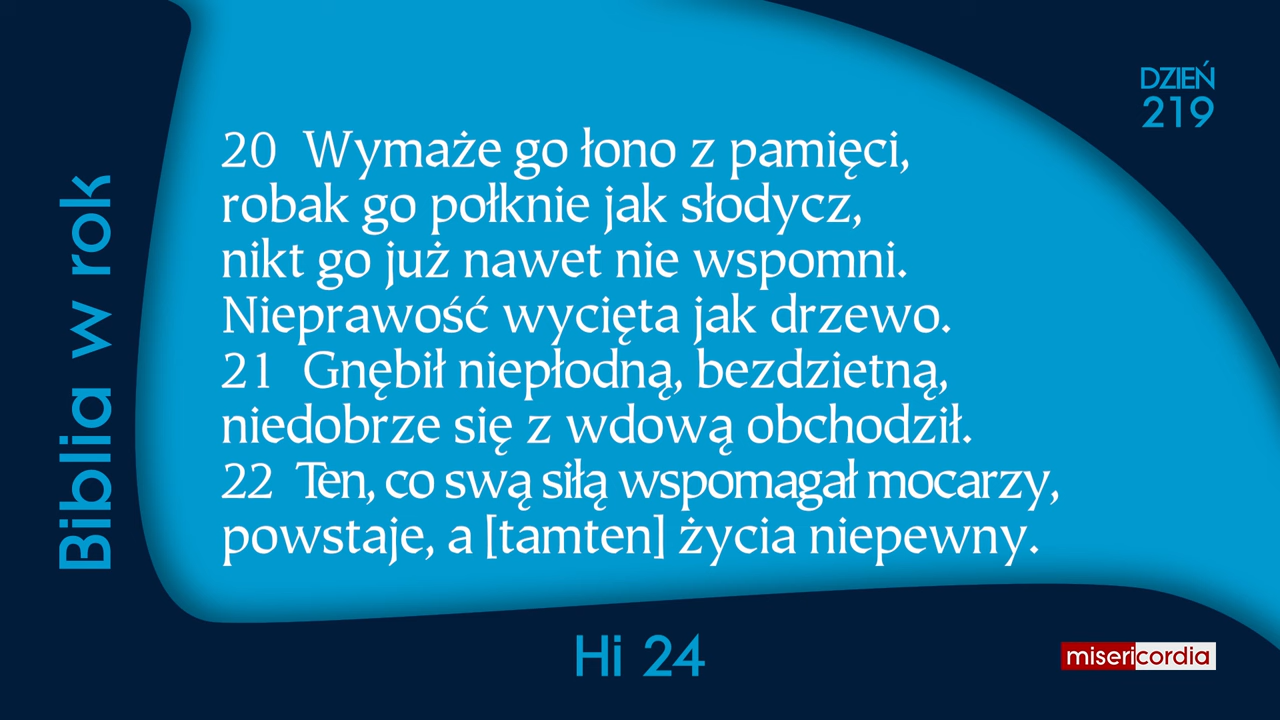 DZIEŃ
219
Biblia w rok
20 Wymaże go łono z pamięci,
robak go połknie jak słodycz,
nikt go już nawet nie wspomni.
Nieprawość wycięta jak drzewo.
21 Gnębił niepłodną, bezdzietną,
niedobrze się z wdową obchodził.
22 Ten, co swą siłą wspomagał mocarzy,
powstaje, a [tamten] życia niepewny.
Hi 24
misericordia